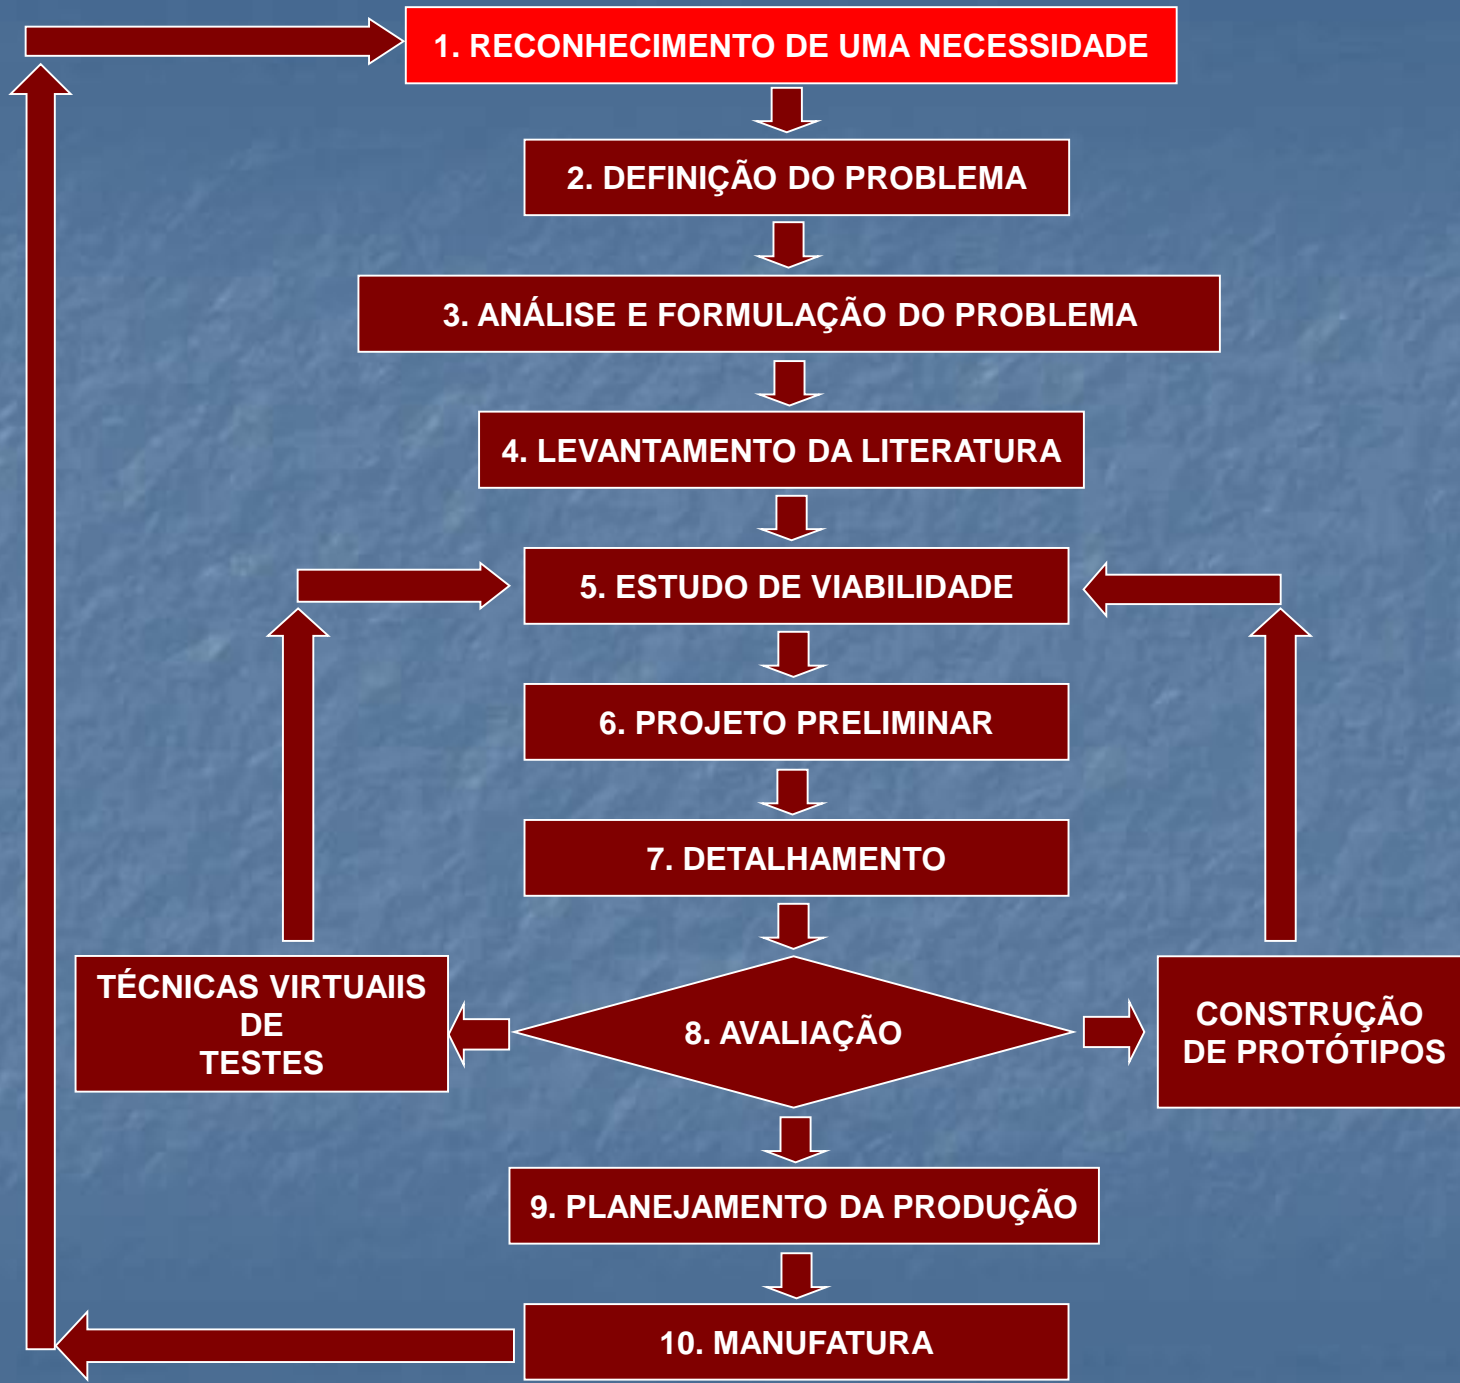 1. RECONHECIMENTO DE UMA NECESSIDADE
2. DEFINIÇÃO DO PROBLEMA
3. ANÁLISE E FORMULAÇÃO DO PROBLEMA
4. LEVANTAMENTO DA LITERATURA
5. ESTUDO DE VIABILIDADE
6. PROJETO PRELIMINAR
7. DETALHAMENTO
TÉCNICAS VIRTUAIIS
DE
TESTES
8. AVALIAÇÃO
CONSTRUÇÃO
DE PROTÓTIPOS
9. PLANEJAMENTO DA PRODUÇÃO
10. MANUFATURA